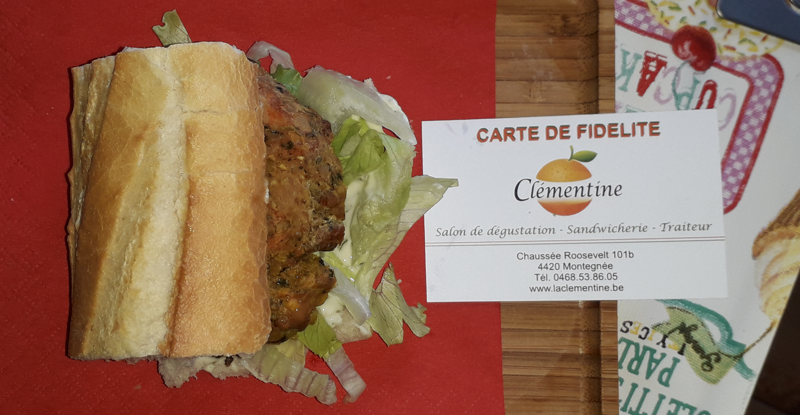 CARTE DE FIDELITE
Clémentine
Salon de dégustation - Sandwicherie - Traiteur
Chaussée Roosevelt 101b
4420 Montegnée
Tél. 0468.53.86.05
www.laclementine.be